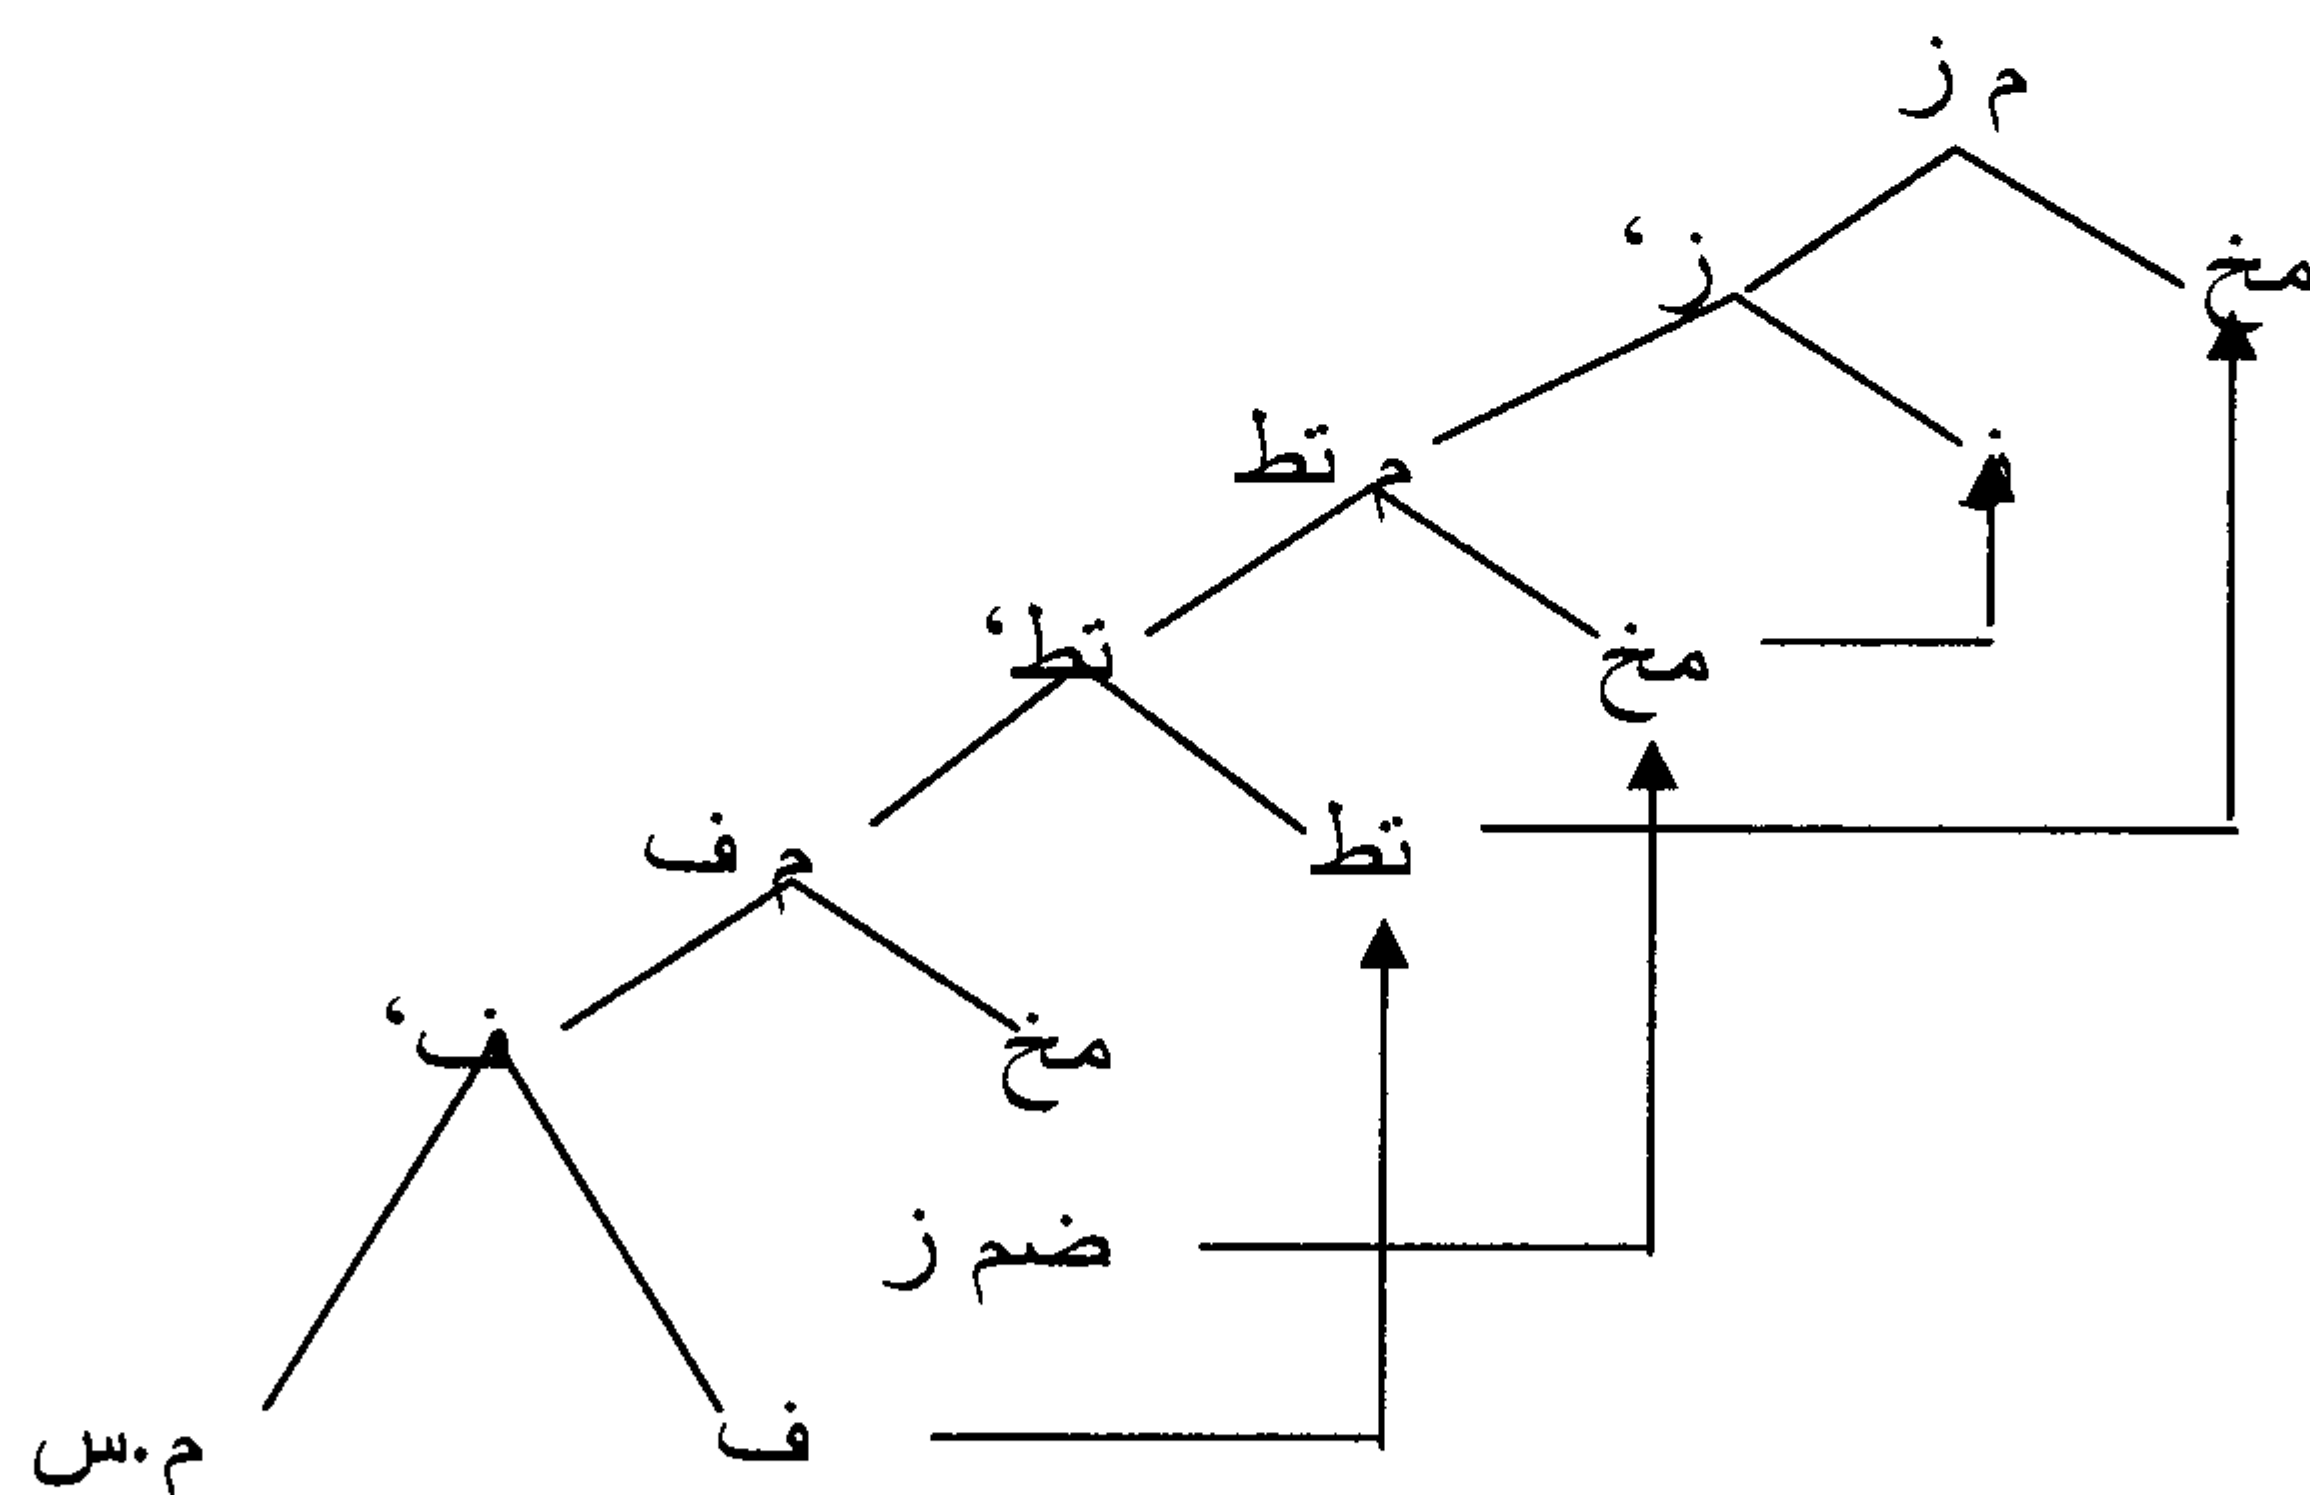 م ز
مخ ز‘
ف م تط
مخ تط‘
تط م ف
مخ ف‘
ضم ز
ف م.س